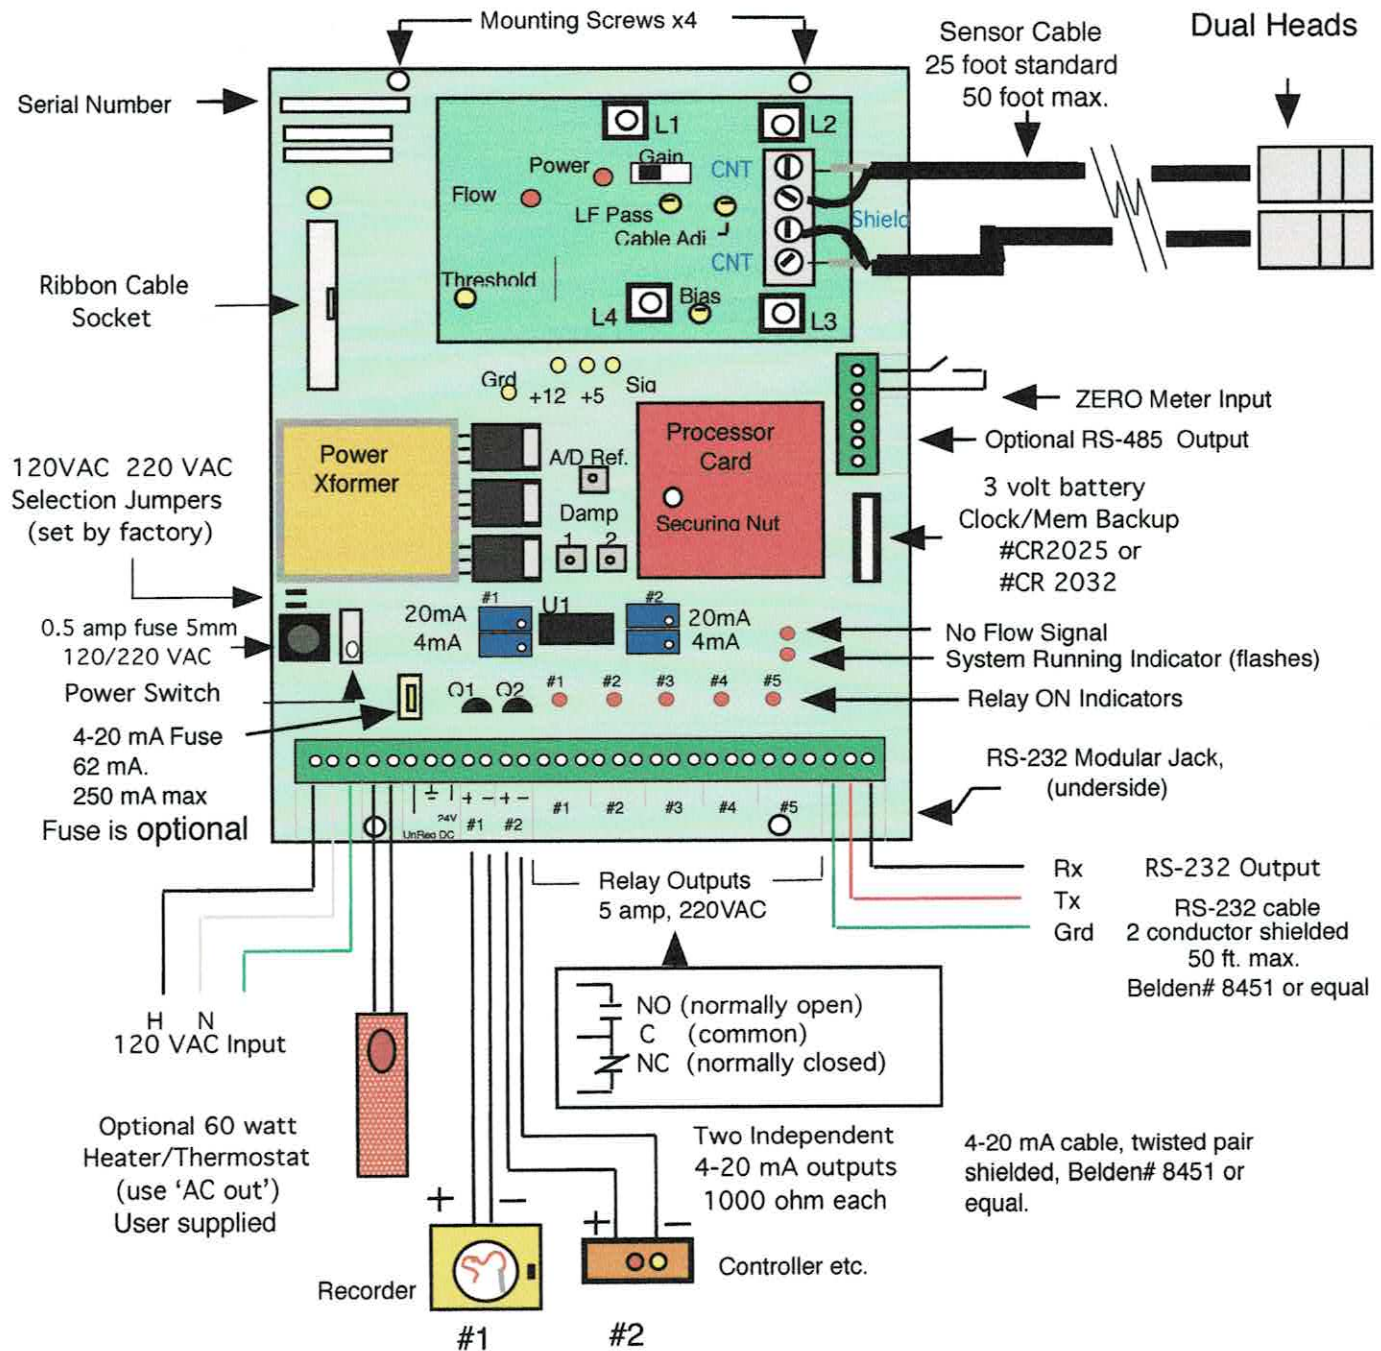 Mounting Screws x4
Dual Heads
Sensor Cable
25 foot standard
50 foot max.
Serial Number
L1
L2
Power
Gain
CNT
Flow
LF Pass
Cable Adj
Shield
CNT
Threshold
Bias
L4
L3
Ribbon Cable
Socket
Grd
+12
+5
Sig
ZERO Meter Input
Optional RS-485 Output
Power
Xformer
A/D Ref.
Damp
1
2
Processor
Card
Securing Nut
120VAC 220 VAC
Selection Jumpers
(set by factory)
3 volt battery
Clock/Mem Backup
#CR2025 or
#CR 2032
#1
U1
#2
20mA
4mA
20mA
4mA
0.5 amp fuse 5mm
120/220 VAC
No Flow Signal
System Running Indicator (flashes)
Power Switch
Q1
Q2
#1
#2
#3
#4
#5
Relay ON Indicators
4-20 mA Fuse
62 mA.
250 mA max
Fuse is optional
RS-232 Modular Jack,
(underside)
+ - + -
24V
UnReg DC
#1
#2
#1
#2
#3
#4
#5
Relay Outputs
5 amp, 220VAC
Rx
RS-232 Output
Tx
Grd
RS-232 cable
2 conductor shielded
50 ft. max.
Belden# 8451 or equal
H N
120 VAC Input
NO (normally open)
C (common)
NC (normally closed)
Optional 60 watt
Heater/Thermostat
(use 'AC out')
User supplied
Two Independent
4-20 mA outputs
1000 ohm each
4-20 mA cable, twisted pair
shielded, Belden# 8451 or
equal.
+ -
+ -
Recorder
Controller etc.
#1
#2